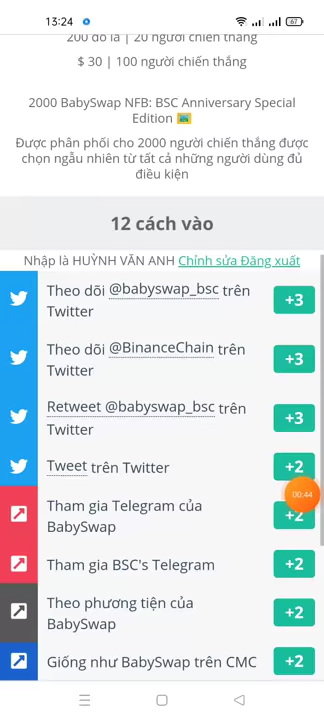 13:24
67
200 đô la | 20 người chiến thắng
$ 30 | 100 người chiến thắng
2000 BabySwap NFB: BSC Anniversary Special
Edition
Được phân phối cho 2000 người chiến thắng được
chọn ngẫu nhiên từ tất cả những người dùng đủ
điều kiện
12 cách vào
Nhập là HUỲNH VĂN ANH Chỉnh sửa Đăng xuất
Theo dõi @babyswap_bsc trên
Twitter
+3
Theo dõi @BinanceChain trên
Twitter
+3
Retweet @babyswap_bsc trên
Twitter
+3
Tweet trên Twitter
+2
00:44
Tham gia Telegram của
BabySwap
+2
Tham gia BSC's Telegram
+2
Theo phương tiện của
BabySwap
+2
Giống như BabySwap trên CMC
+2